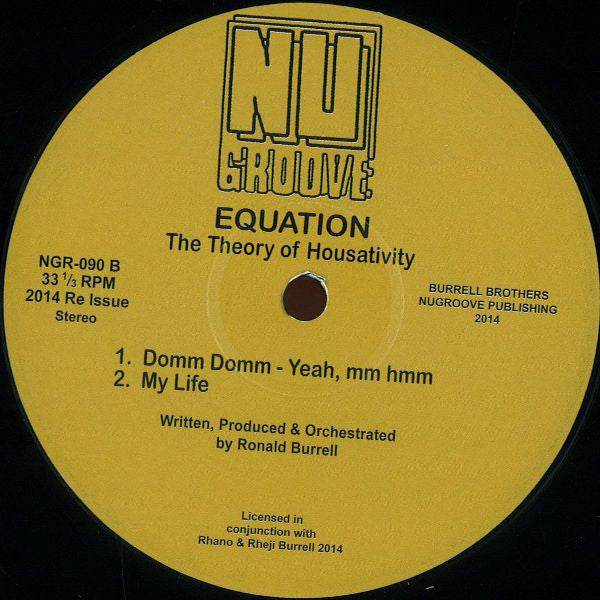 NU
GROOVE
EQUATION
The Theory of Housativity
NGR-090 B
33 1/3 RPM
2014 Re Issue
Stereo
BURRELL BROTHERS
NUGROOVE PUBLISHING
2014
1. Domm Domm - Yeah, mm hmm
2. My Life
Written, Produced & Orchestrated
by Ronald Burrell
Licensed in
conjunction with
Rhano & Rheji Burrell 2014